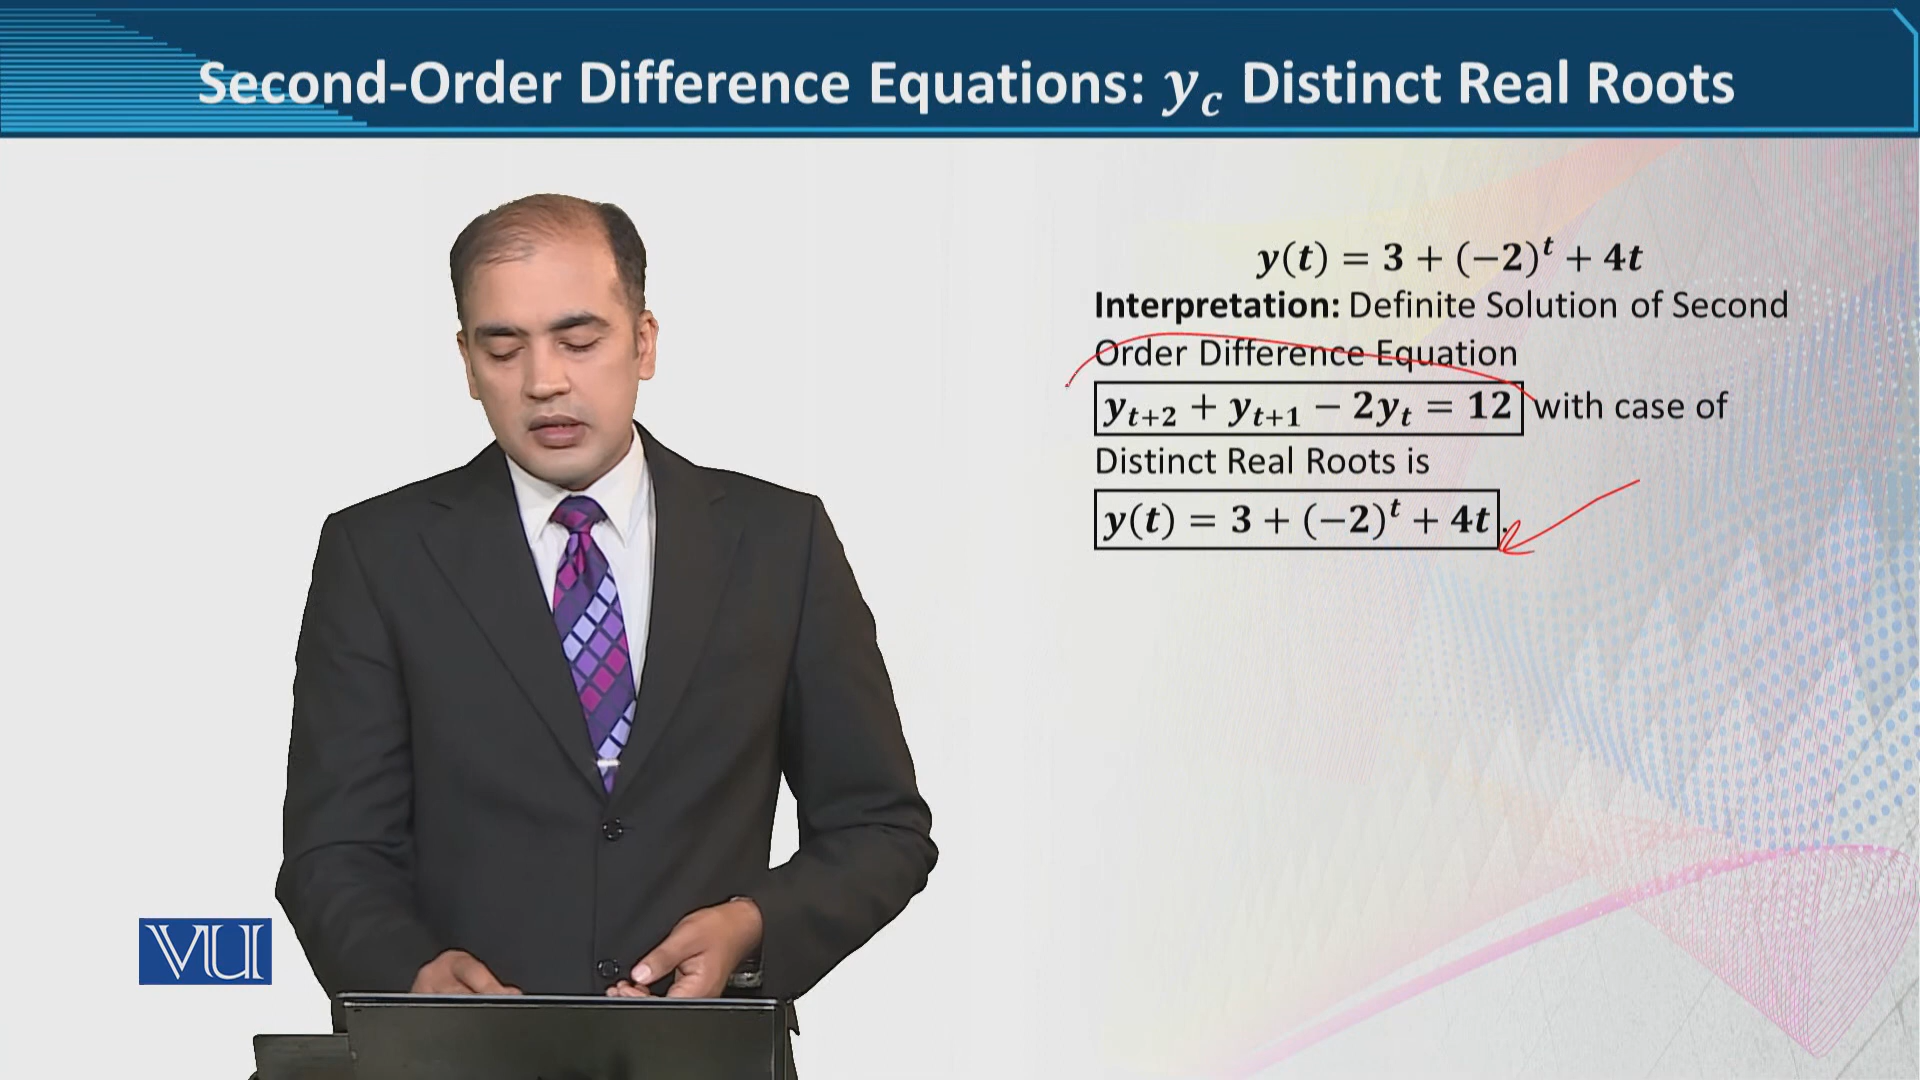 Second-Order Difference Equations: y_c Distinct Real Roots
y(t) = 3 + (−2)^t + 4t
Interpretation: Definite Solution of Second
Order Difference Equation
y_{t+2} + y_{t+1} − 2y_t = 12 with case of
Distinct Real Roots is
y(t) = 3 + (−2)^t + 4t.
VU